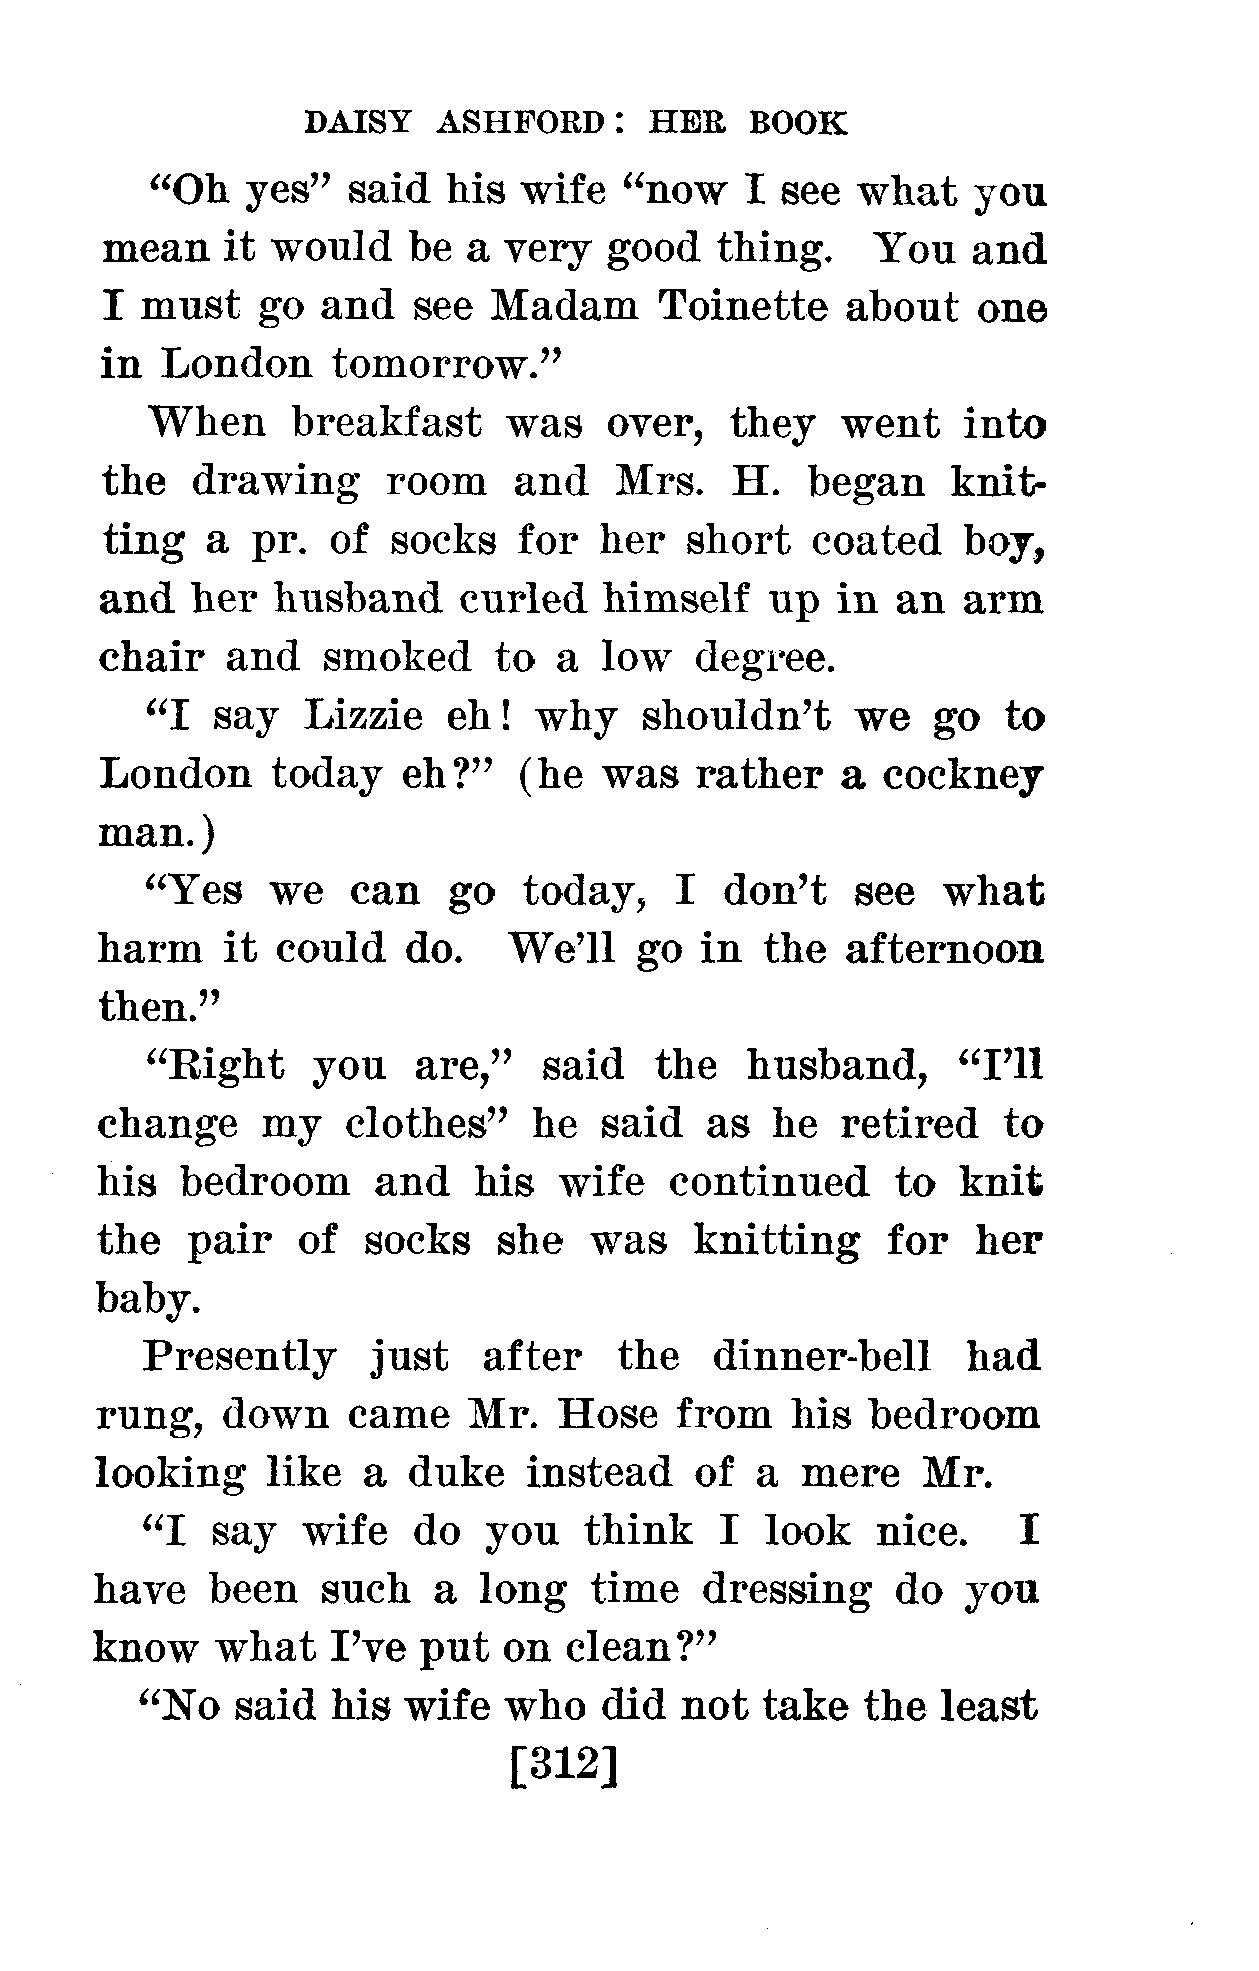 DAISY ASHFORD: HER BOOK
“Oh yes” said his wife “now I see what you
mean it would be a very good thing. You and
I must go and see Madam Toinette about one
in London tomorrow.”
When breakfast was over, they went into
the drawing room and Mrs. H. began knit-
ting a pr. of socks for her short coated boy,
and her husband curled himself up in an arm
chair and smoked to a low degree.
“I say Lizzie eh! why shouldn’t we go to
London today eh?” (he was rather a cockney
man.)
“Yes we can go today, I don’t see what
harm it could do. We’ll go in the afternoon
then.”
“Right you are,” said the husband, “I’ll
change my clothes” he said as he retired to
his bedroom and his wife continued to knit
the pair of socks she was knitting for her
baby.
Presently just after the dinner-bell had
rung, down came Mr. Hose from his bedroom
looking like a duke instead of a mere Mr.
“I say wife do you think I look nice. I
have been such a long time dressing do you
know what I’ve put on clean?”
“No said his wife who did not take the least
[312]